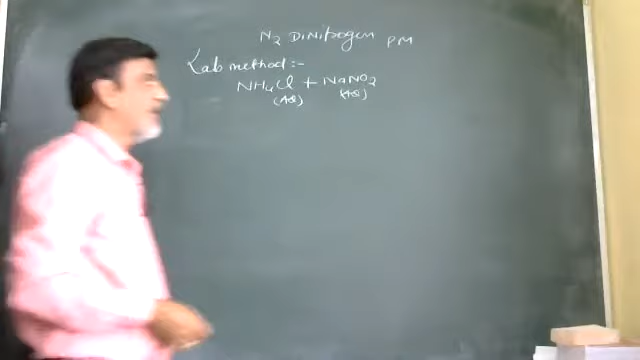 N2 Dinitrogen PM
Lab method:-
NH4Cl + NaNO2
(AQ) (AQ)